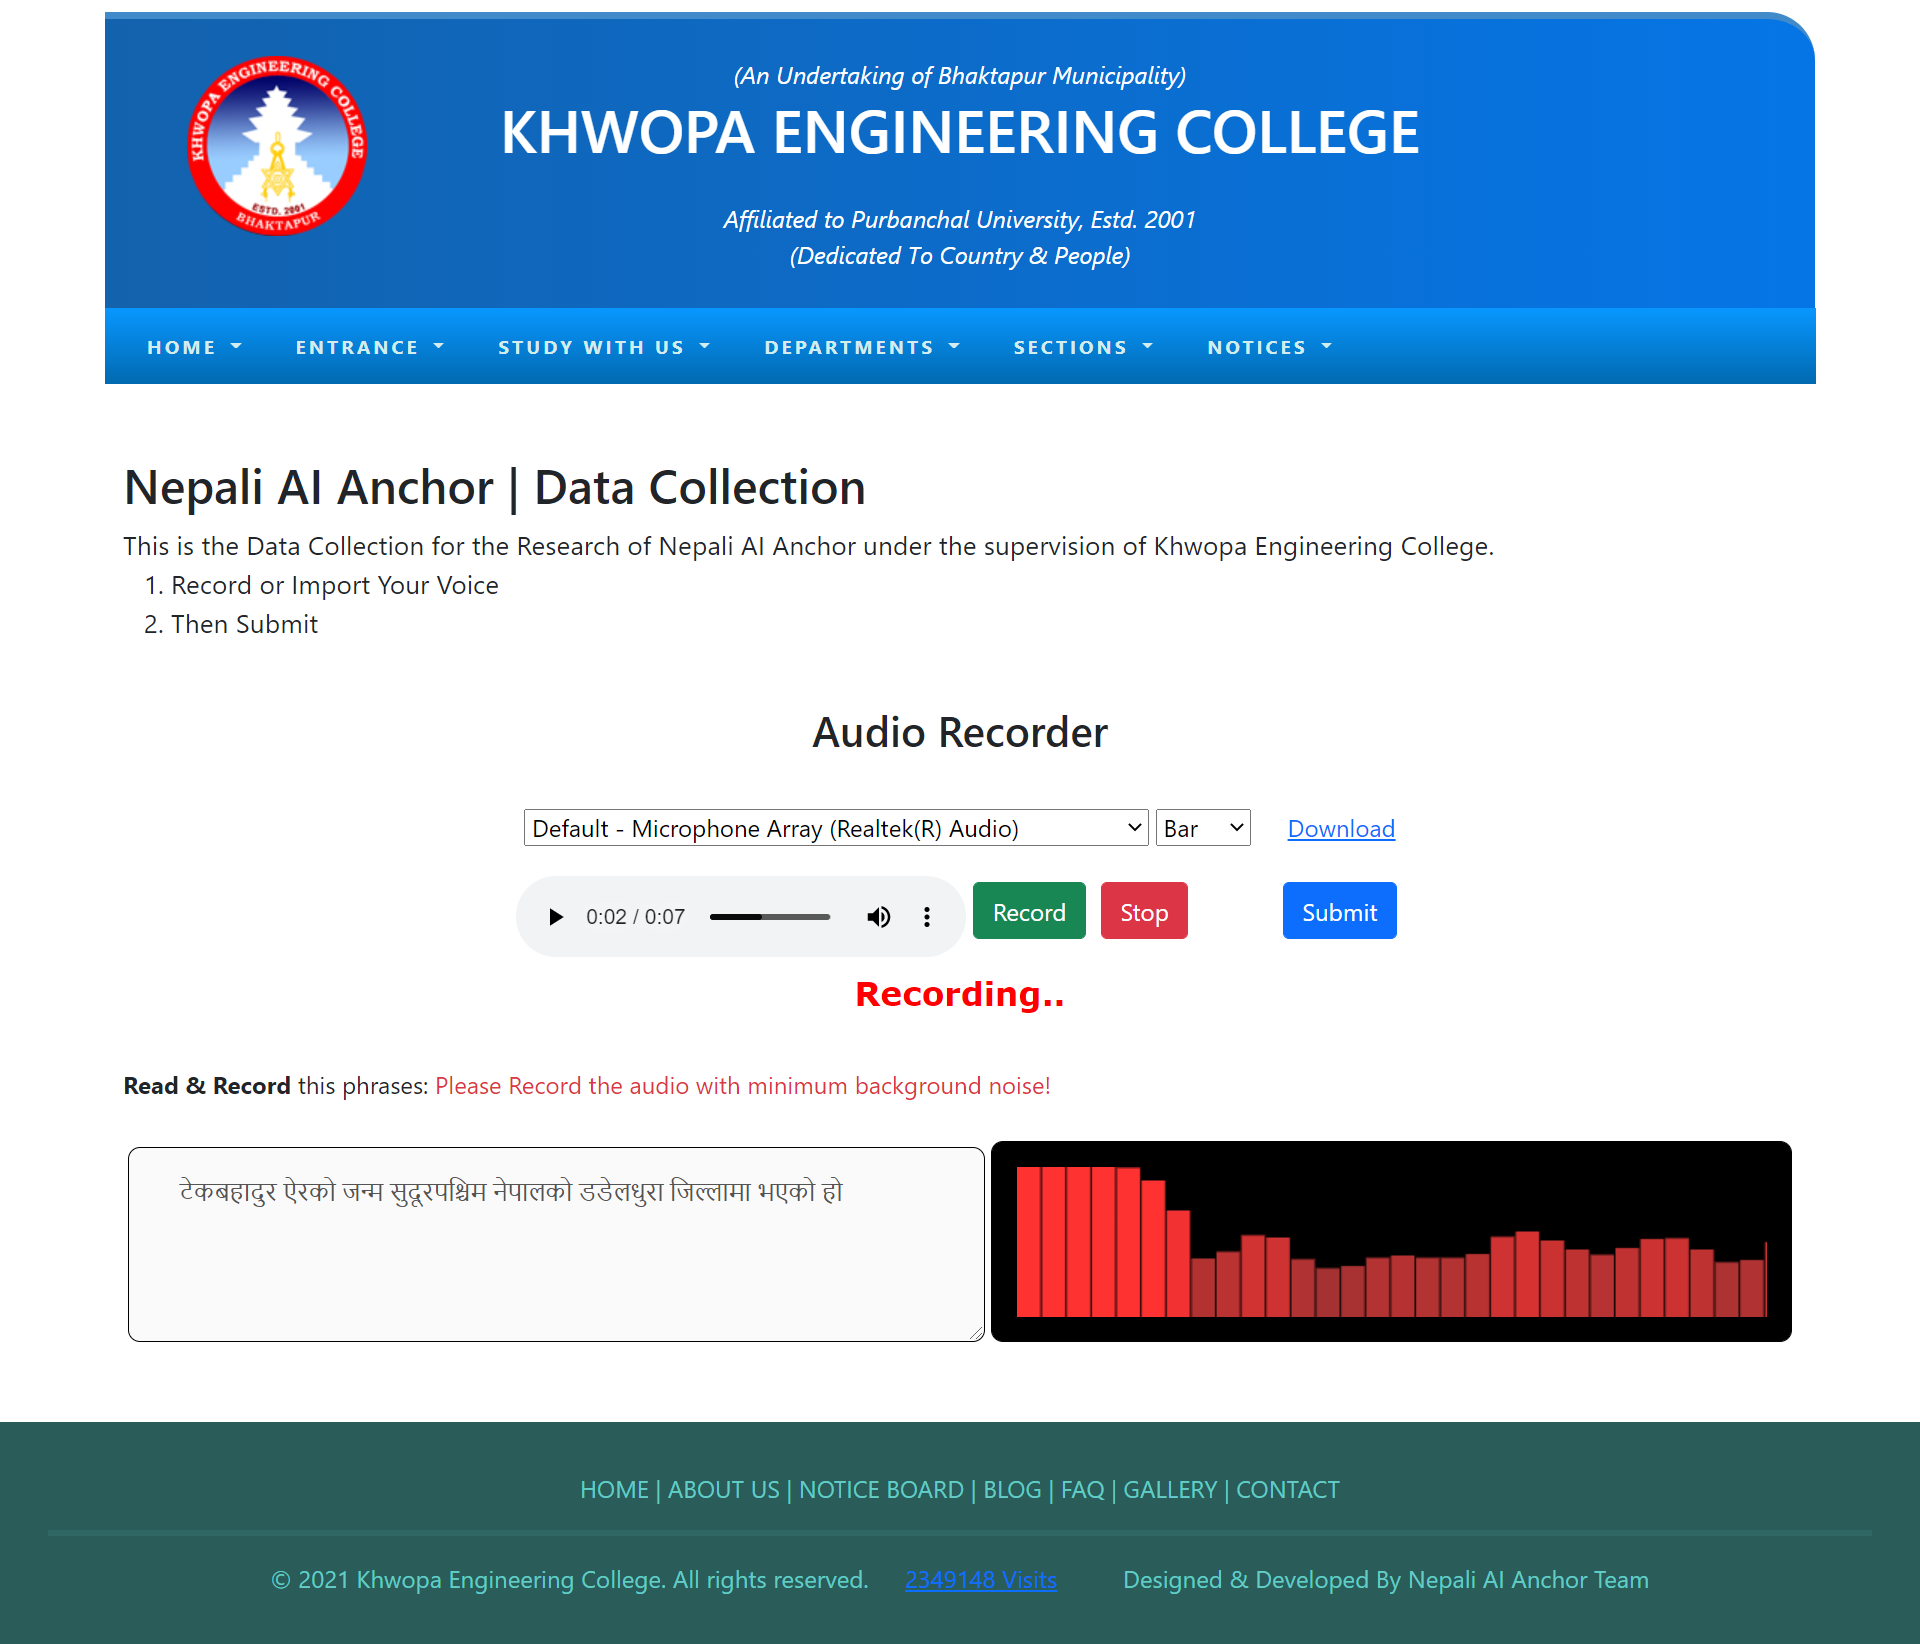 KHWOPA ENGINEERING COLLEGE
ESTD. 2001
BHAKTAPUR
(An Undertaking of Bhaktapur Municipality)
KHWOPA ENGINEERING COLLEGE
Affiliated to Purbanchal University, Estd. 2001
(Dedicated To Country & People)
HOME ENTRANCE STUDY WITH US DEPARTMENTS SECTIONS NOTICES
Nepali AI Anchor | Data Collection
This is the Data Collection for the Research of Nepali AI Anchor under the supervision of Khwopa Engineering College.
1. Record or Import Your Voice
2. Then Submit
Audio Recorder
Default - Microphone Array (Realtek(R) Audio) Bar Download
0:02 / 0:07 Record Stop Submit
Recording..
Read & Record this phrases: Please Record the audio with minimum background noise!
टेकबहादुर ऐरको जन्म सुदूरपश्चिम नेपालको डडेलधुरा जिल्लामा भएको हो
HOME | ABOUT US | NOTICE BOARD | BLOG | FAQ | GALLERY | CONTACT
© 2021 Khwopa Engineering College. All rights reserved. 2349148 Visits Designed & Developed By Nepali AI Anchor Team